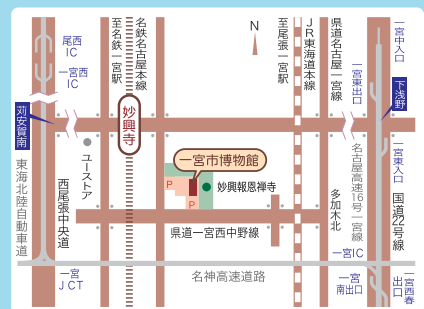 尾西
IC
一宮西
IC
至名鉄一宮駅
名鉄名古屋本線
N
至尾張一宮駅
JR東海道本線
県道名古屋一宮線
一宮中入口
一宮東出口
下浅野
苅安賀南
妙興寺
一宮市博物館
P
P
妙興報恩禅寺
ユーストア
東海北陸自動車道
西尾張中央道
県道一宮西中野線
多加木北
名古屋高速16号一宮線
一宮東入口
国道22号線
一宮IC
一宮
JCT
名神高速道路
一宮
南出口
一宮西春
出口